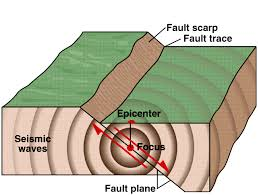 Fault scarp
Fault trace
Epicenter
Seismic
waves
Focus
Fault plane